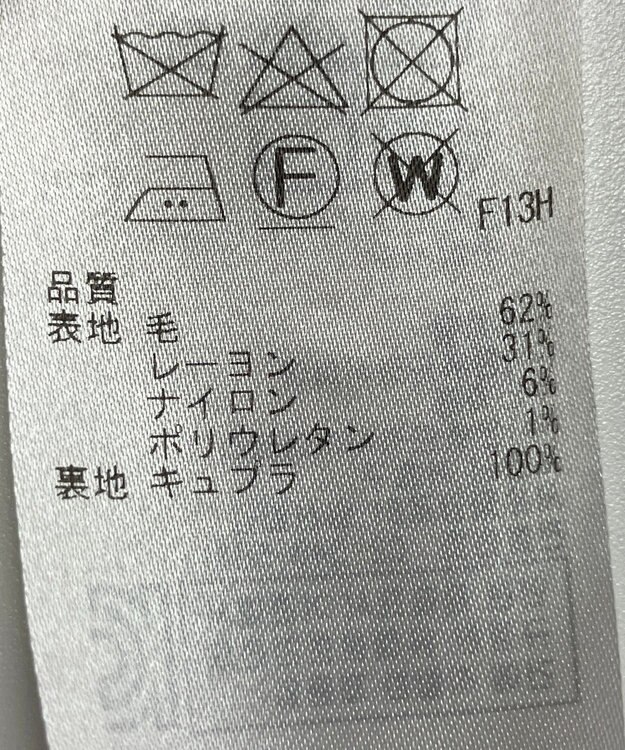 F
W
F13H
品質
表地 毛 62%
レーヨン 31%
ナイロン 6%
ポリウレタン 1%
裏地 キュプラ 100%